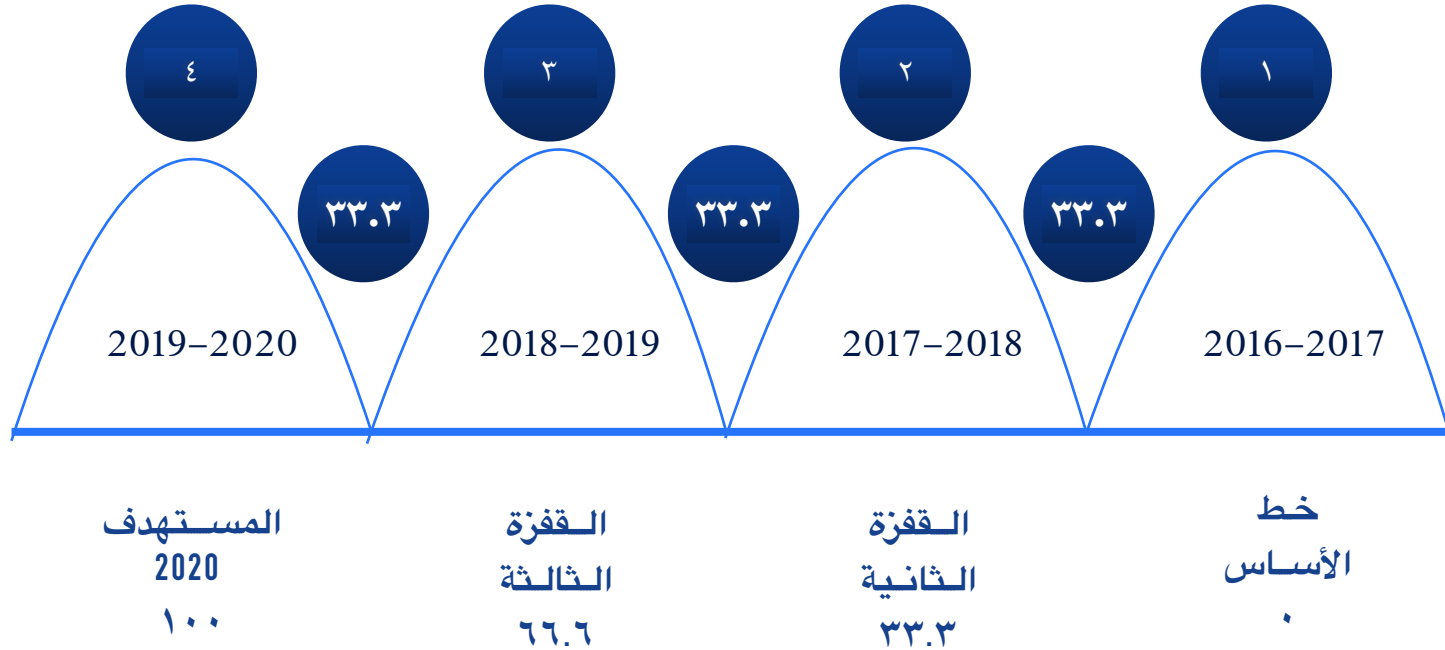 ١
٢
٣
٤
٣٣.٣
٣٣.٣
٣٣.٣
2016–2017
2017–2018
2018–2019
2019–2020
خط
الأساس
٠
القفزة
الثانية
٣٣.٣
القفزة
الثالثة
٦٦.٦
المستهدف
2020
١٠٠